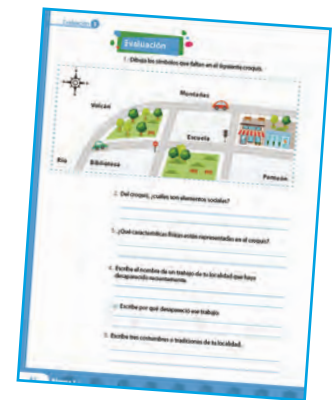 Evaluación
Evaluación
1. Dibuja los símbolos que faltan en el siguiente croquis.
Montañas
Volcán
Escuela
Río
Biblioteca
Panteón
2. Del croquis, ¿cuáles son elementos sociales?
3. ¿Qué características físicas están representadas en el croquis?
4. Escribe el nombre de un trabajo de tu localidad que haya
desaparecido recientemente.
Escribe por qué desapareció ese trabajo.
5. Escribe tres costumbres o tradiciones de tu localidad.